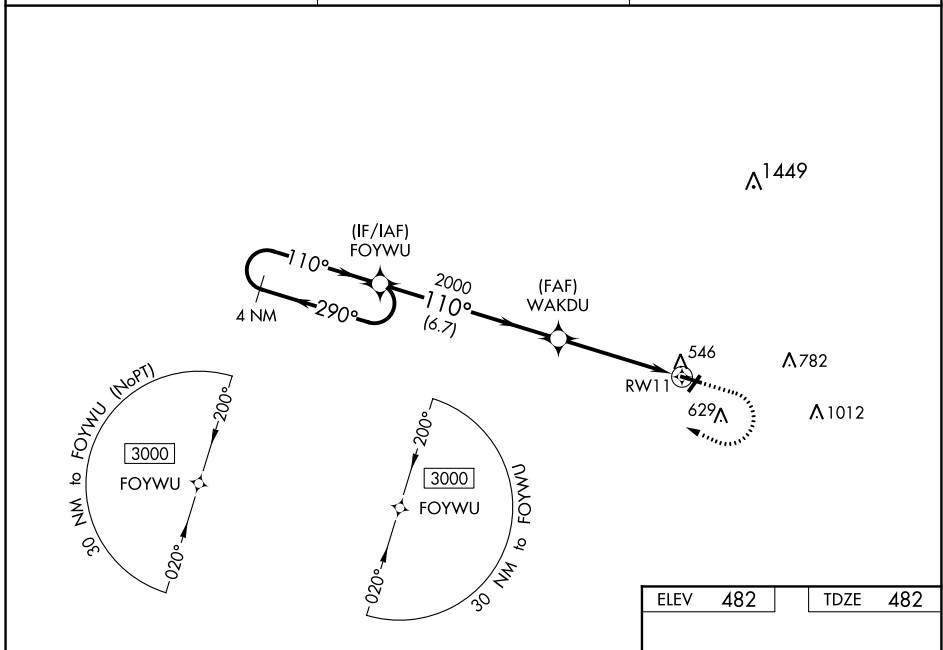 1449
(IF/IAF)
FOYWU
110°
4 NM
290°
2000
110°
(6.7)
(FAF)
WAKDU
546
RW11
782
629
1012
30 NM to FOYWU (NoPT)
200°
3000
FOYWU
020°
200°
3000
FOYWU
020°
30 NM to FOYWU
ELEV 482
TDZE 482